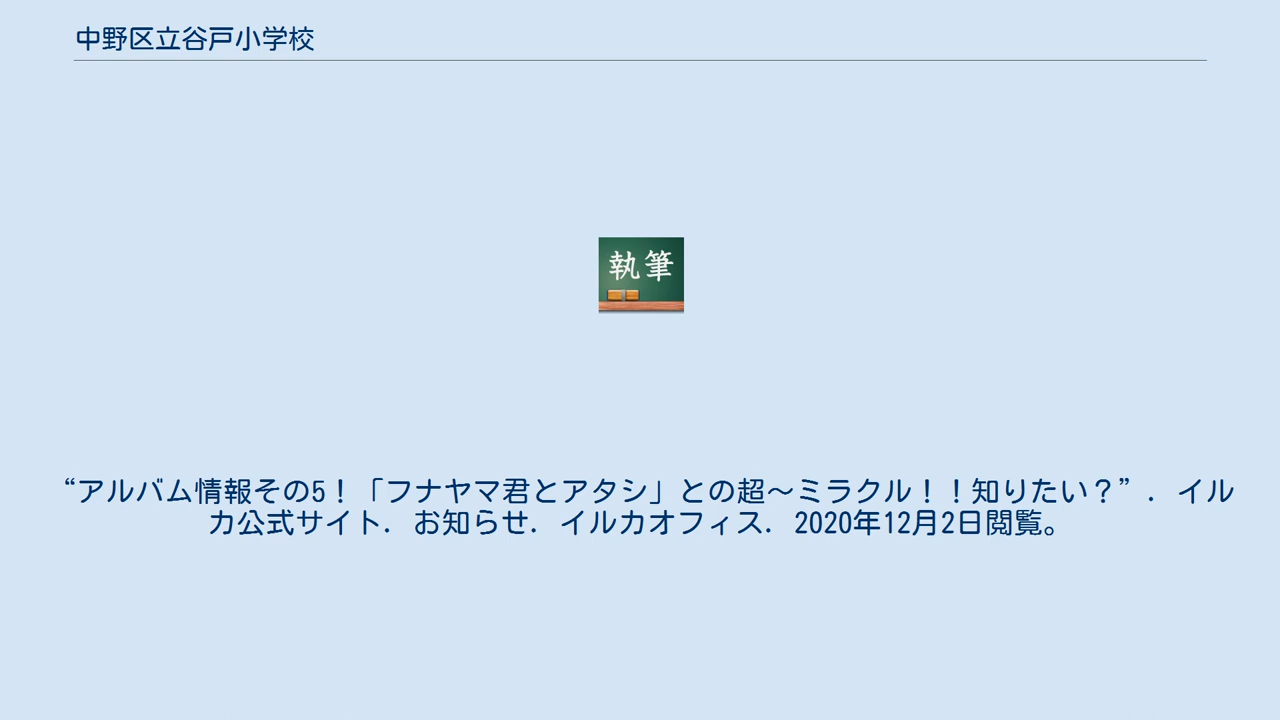 中野区立谷戸小学校
執筆
“アルバム情報その5！「フナヤマ君とアタシ」との超～ミラクル！！知りたい？”. イル
カ公式サイト. お知らせ. イルカオフィス. 2020年12月2日閲覧。